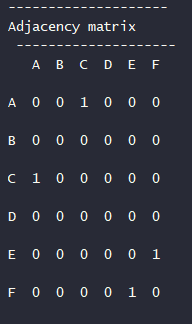 --------------------
Adjacency matrix
--------------------
A B C D E F
A 0 0 1 0 0 0
B 0 0 0 0 0 0
C 1 0 0 0 0 0
D 0 0 0 0 0 0
E 0 0 0 0 0 1
F 0 0 0 0 1 0